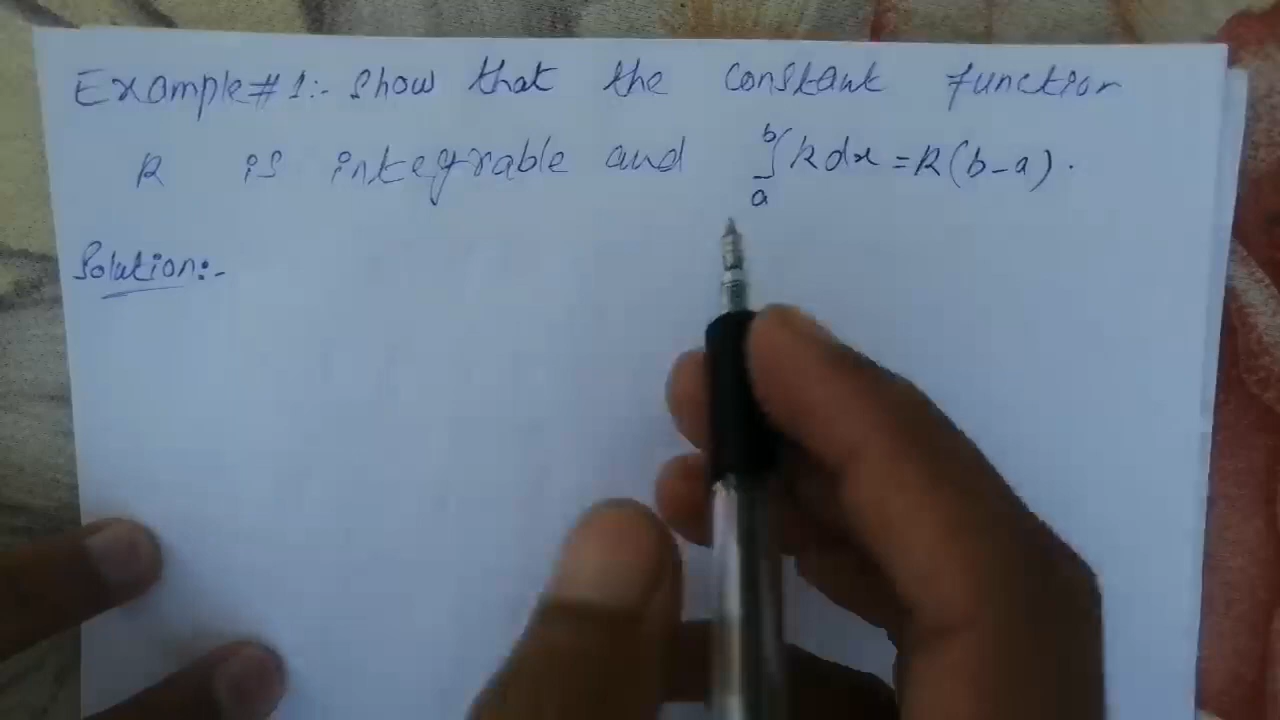 Example#1:- Show that the constant function
k is integrable and ∫_a^b k dx = k(b-a).
Solution:-